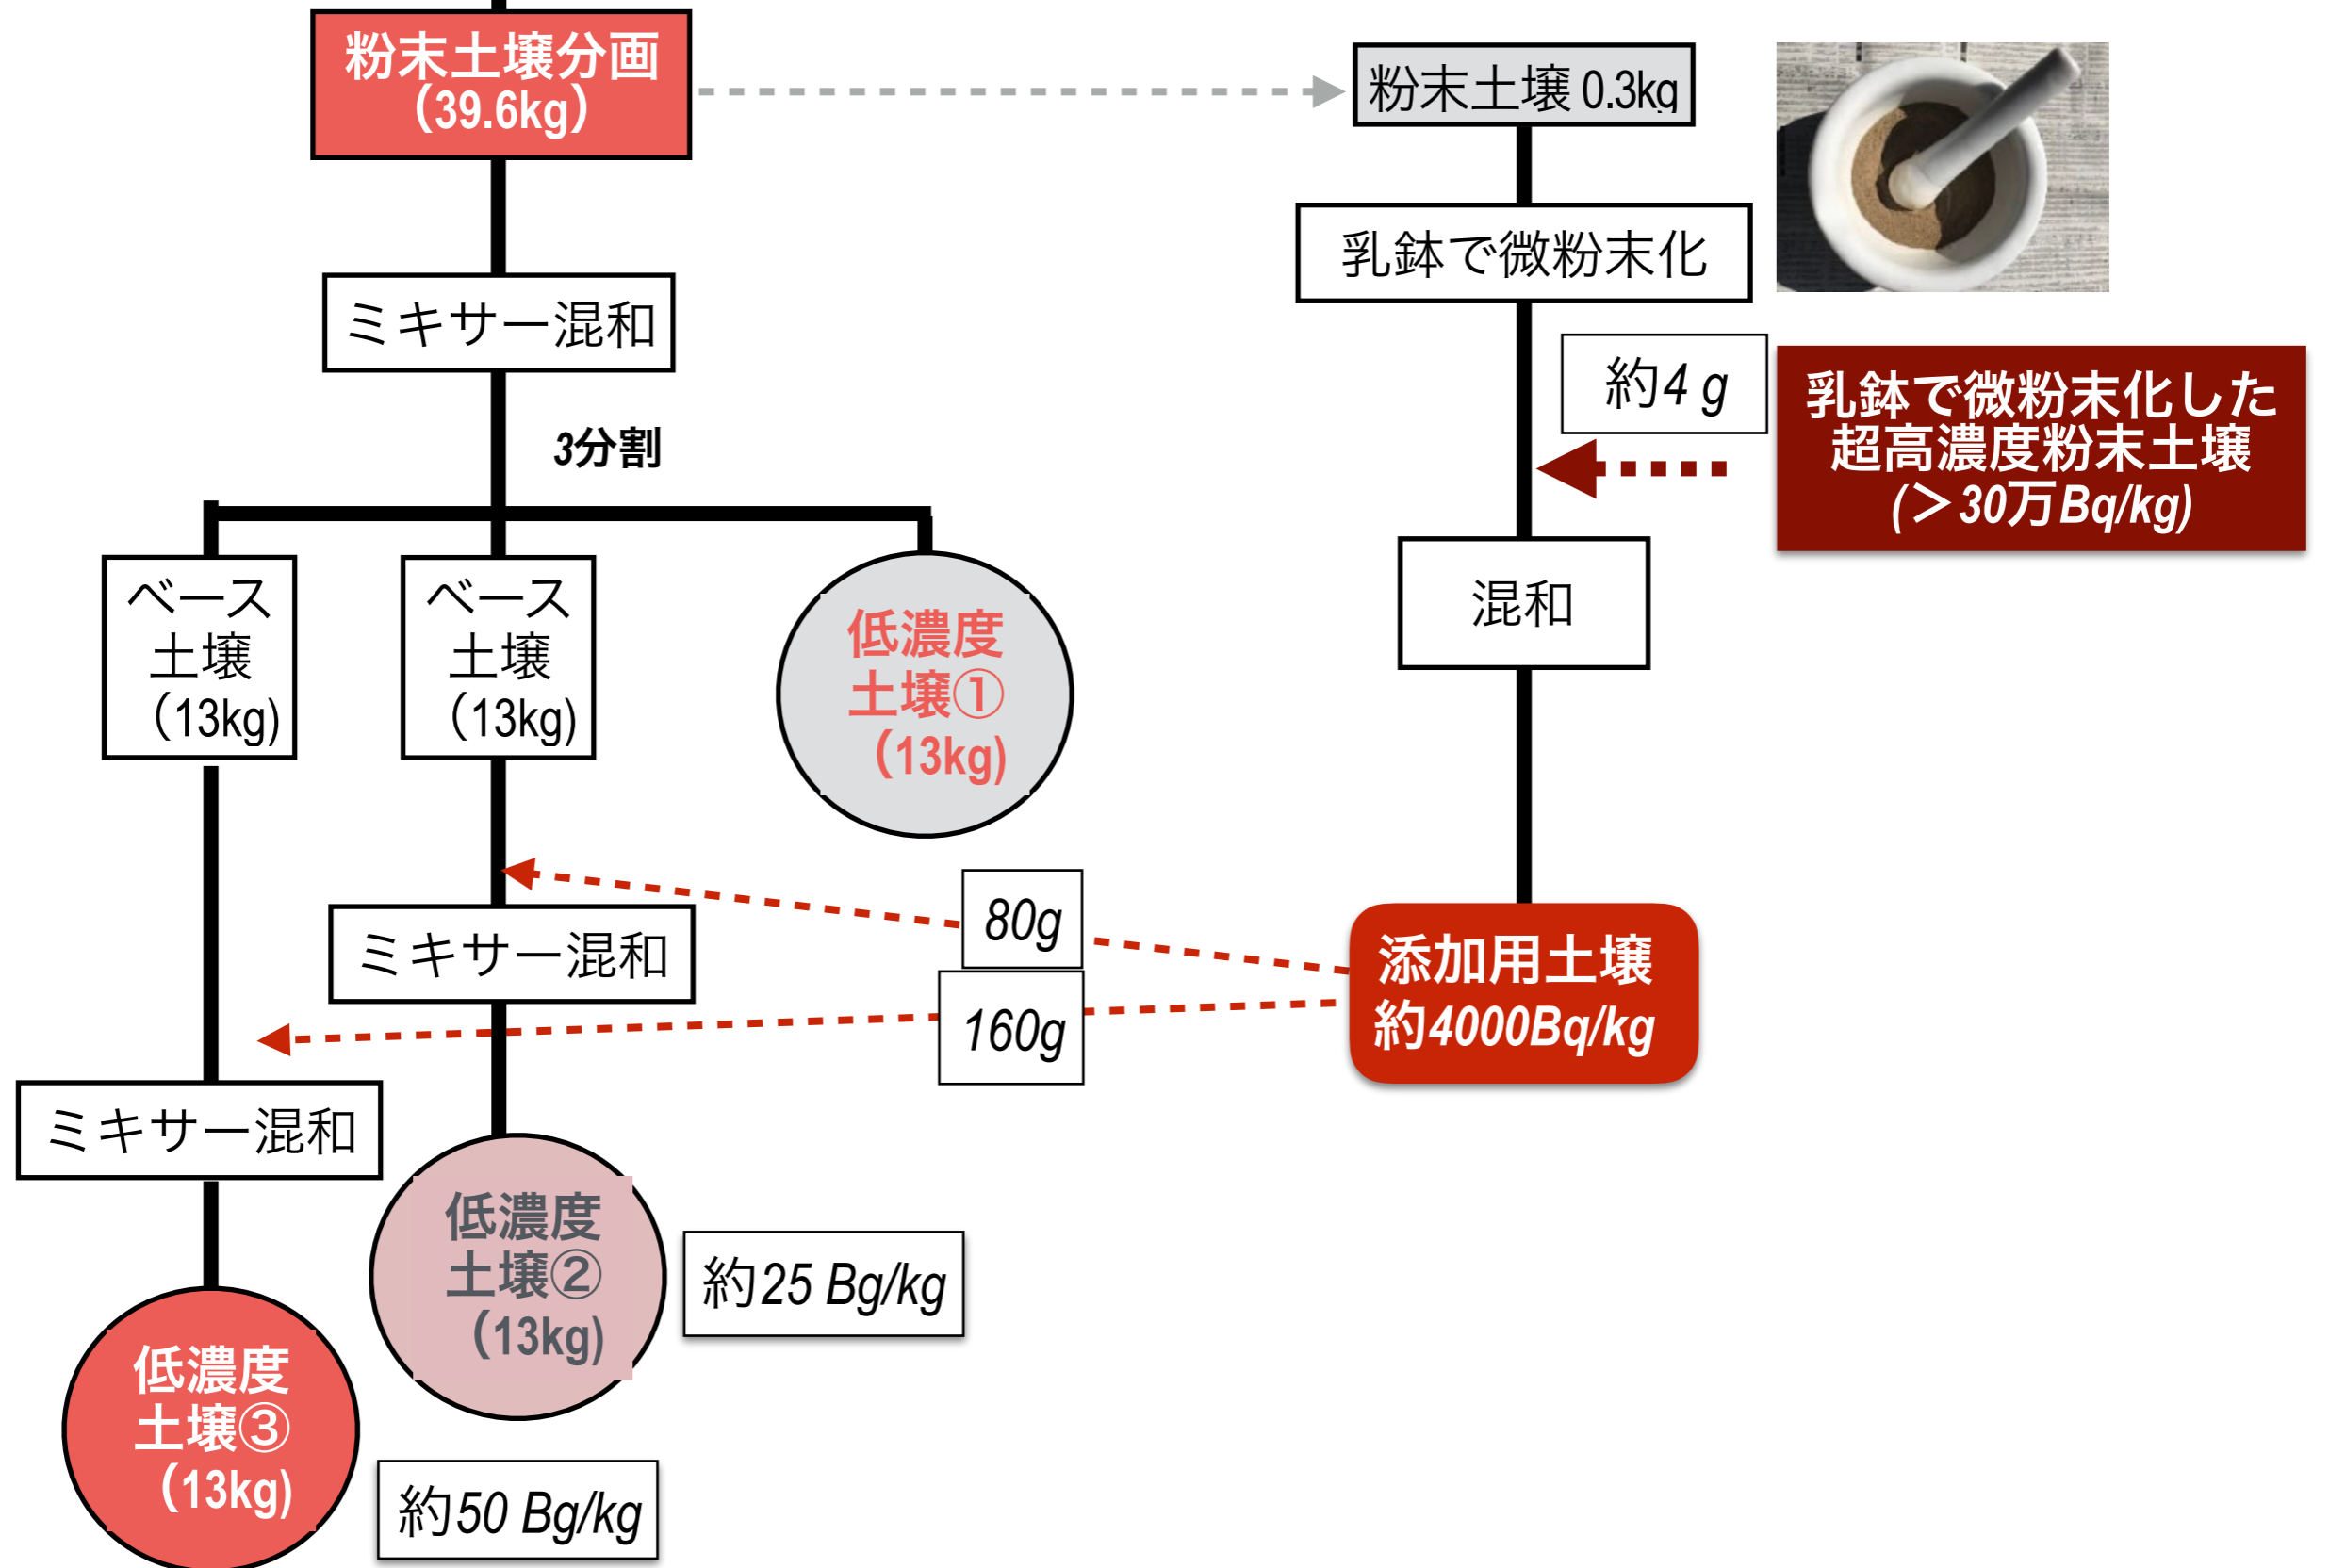 粉末土壌分画
（39.6kg）
粉末土壌 0.3kg
ミキサー混和
乳鉢で微粉末化
約4 g
乳鉢で微粉末化した
超高濃度粉末土壌
(＞30万Bq/kg)
3分割
ベース
土壌
（13kg)
ベース
土壌
（13kg)
低濃度
土壌①
（13kg)
混和
80g
160g
添加用土壌
約4000Bq/kg
ミキサー混和
ミキサー混和
低濃度
土壌②
（13kg)
約25 Bg/kg
低濃度
土壌③
（13kg)
約50 Bg/kg